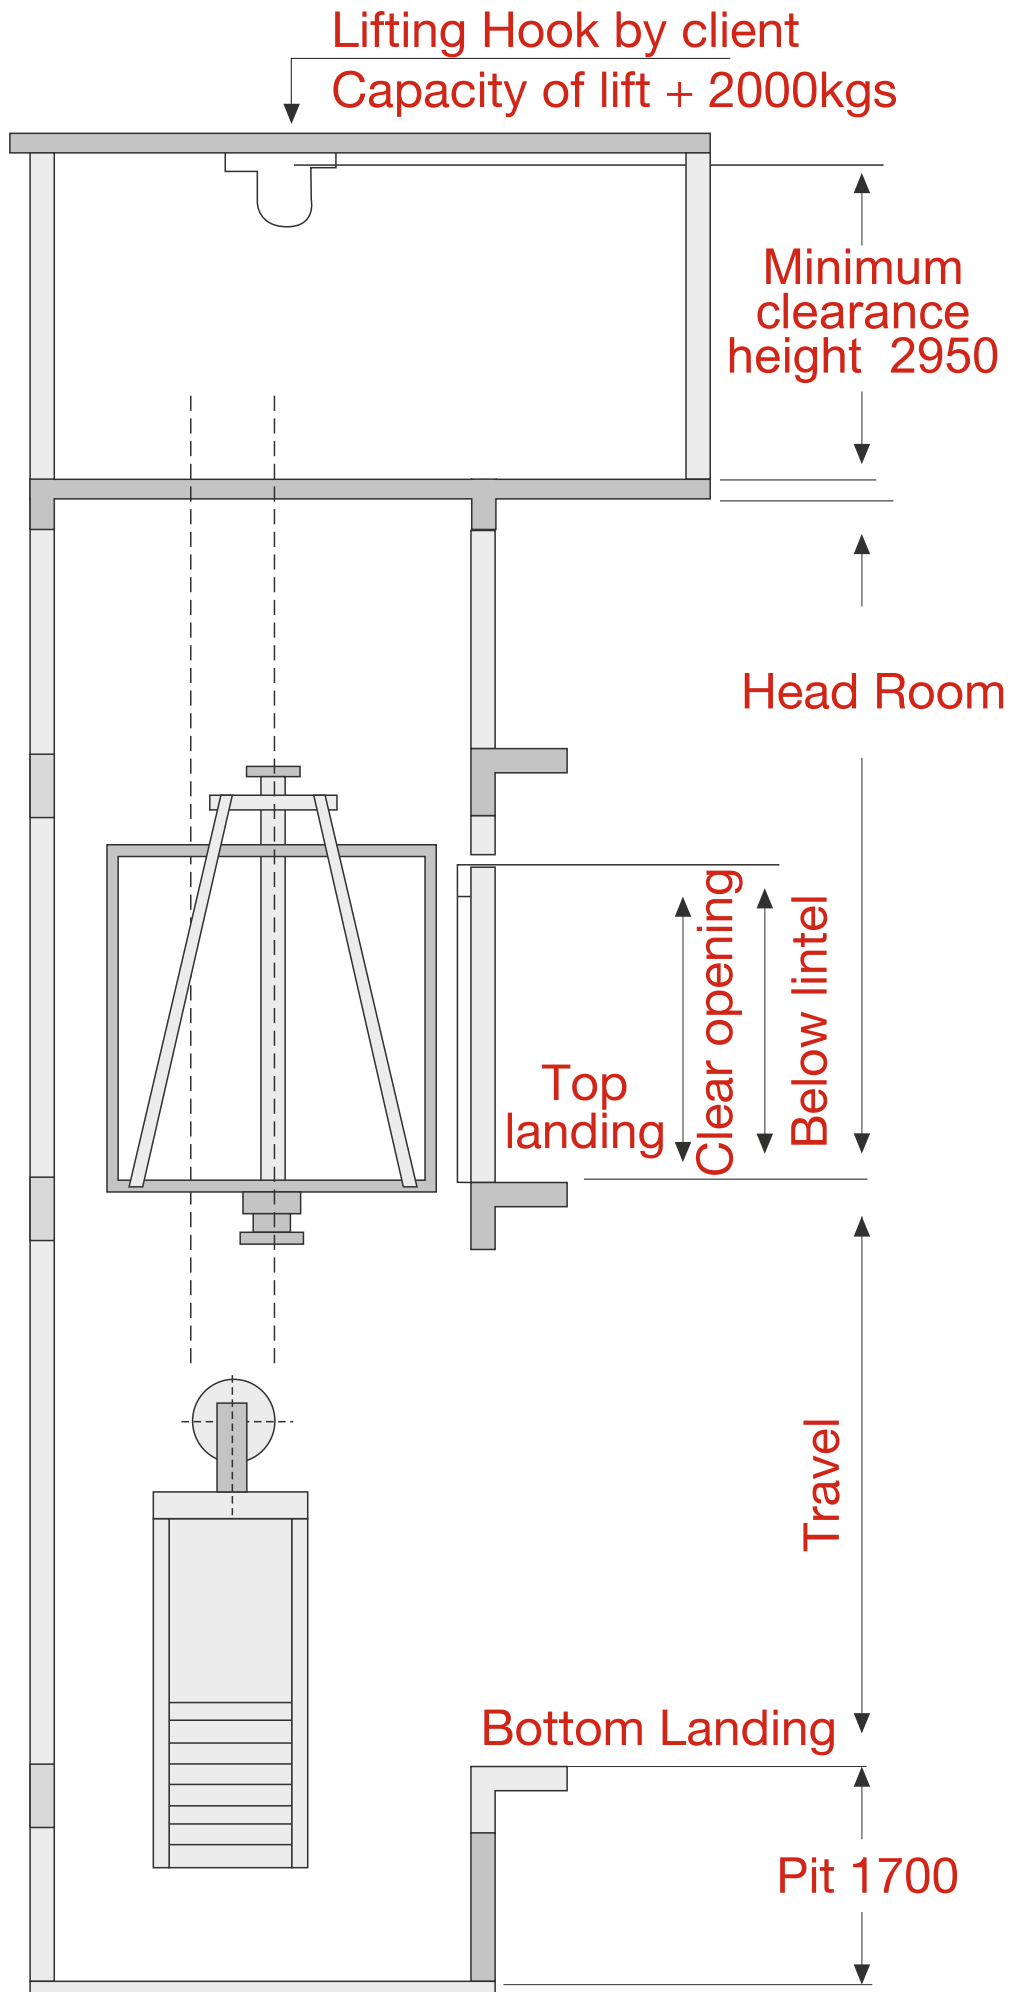 Lifting Hook by client
Capacity of lift + 2000kgs
Minimum
clearance
height 2950
Head Room
Clear opening
Below lintel
Top
landing
Travel
Bottom Landing
Pit 1700